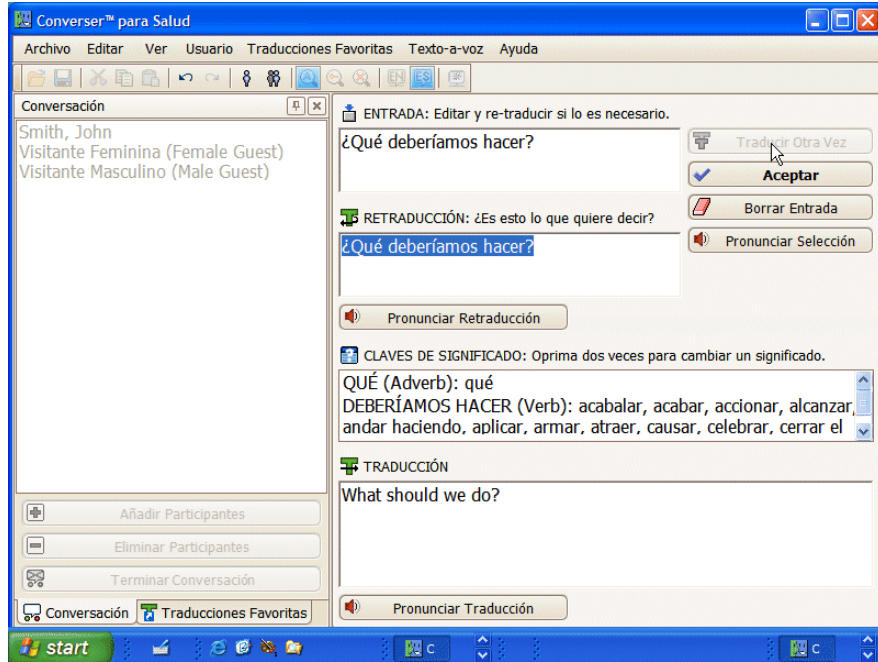 Converser™ para Salud
Archivo Editar Ver Usuario Traducciones Favoritas Texto-a-voz Ayuda
EN ES
Conversación
Smith, John
Visitante Feminina (Female Guest)
Visitante Masculino (Male Guest)
Añadir Participantes
Eliminar Participantes
Terminar Conversación
Conversación Traducciones Favoritas
ENTRADA: Editar y re-traducir si lo es necesario.
¿Qué deberíamos hacer?
Traducir Otra Vez
Aceptar
Borrar Entrada
Pronunciar Selección
RETRADUCCIÓN: ¿Es esto lo que quiere decir?
¿Qué deberíamos hacer?
Pronunciar Retraducción
CLAVES DE SIGNIFICADO: Oprima dos veces para cambiar un significado.
QUÉ (Adverb): qué
DEBERÍAMOS HACER (Verb): acabalar, acabar, accionar, alcanzar,
andar haciendo, aplicar, armar, atraer, causar, celebrar, cerrar el
TRADUCCIÓN
What should we do?
Pronunciar Traducción
start C C